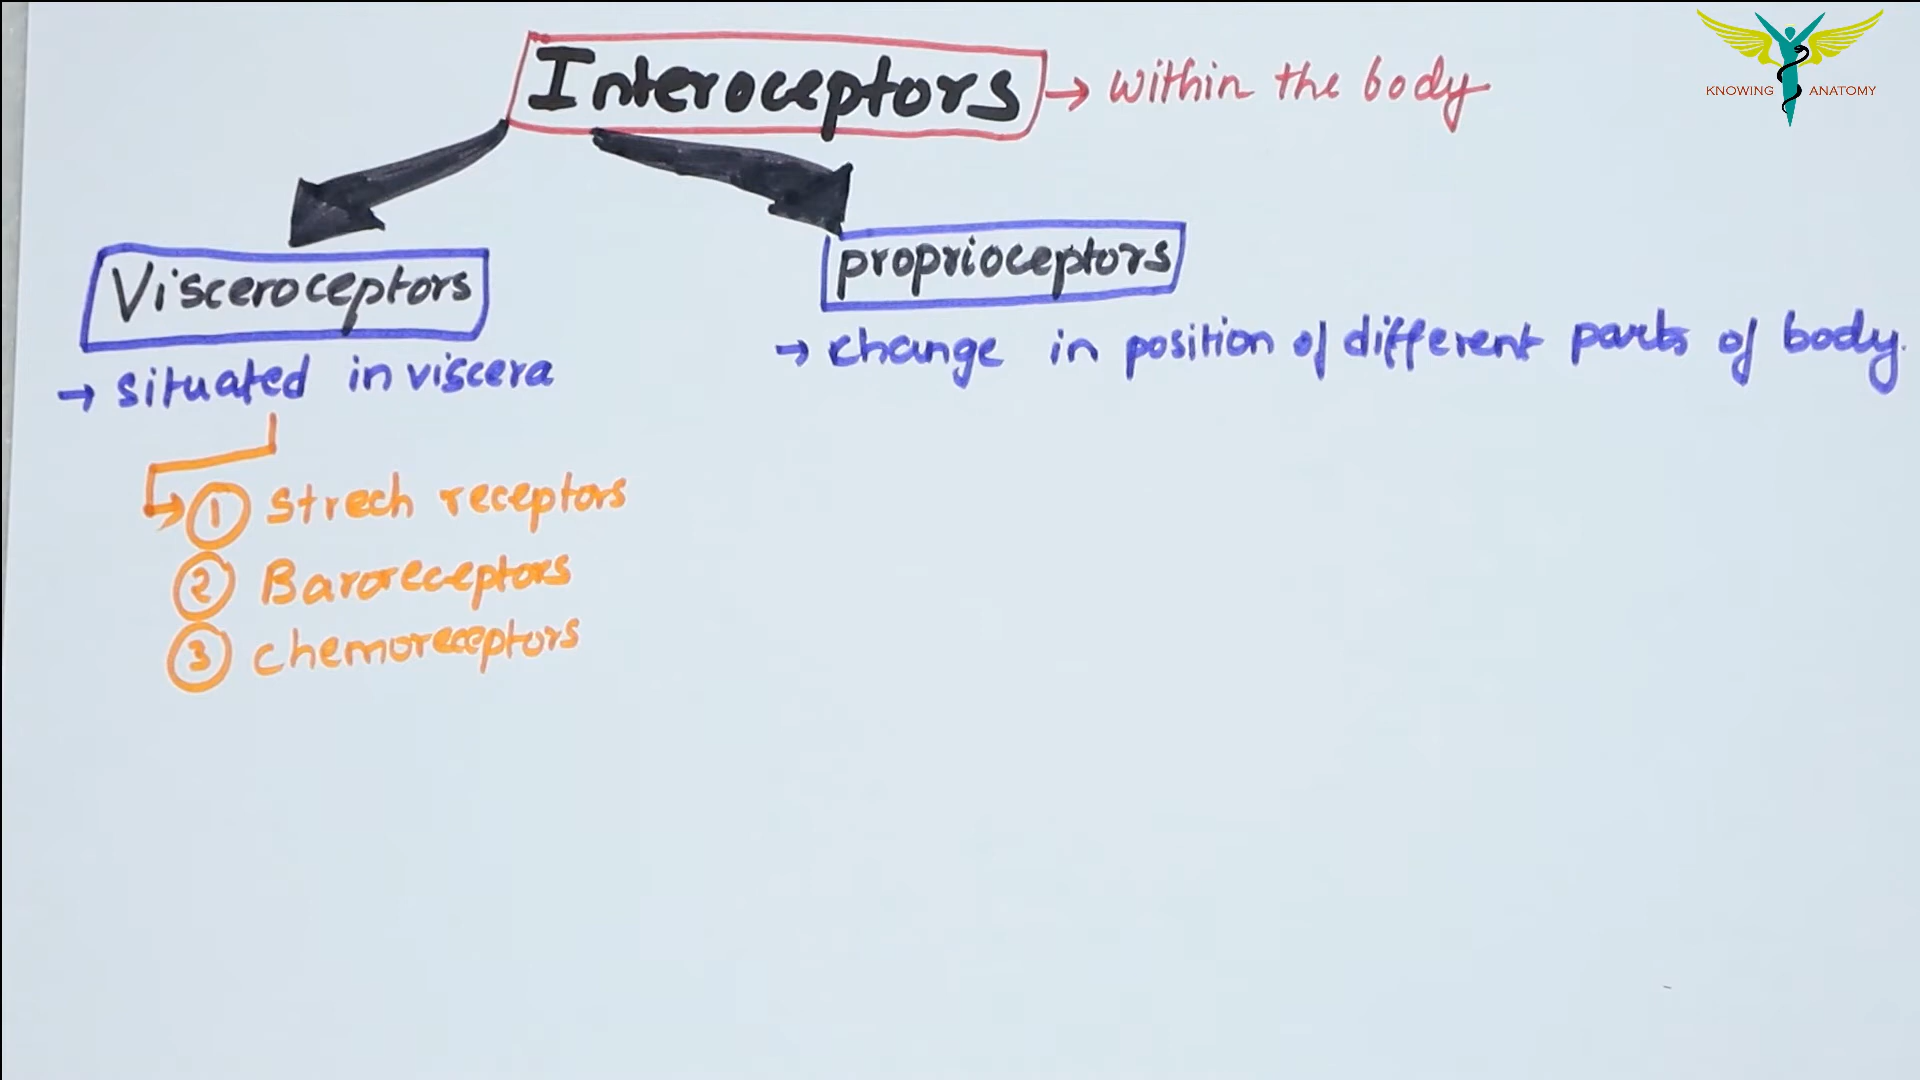 Interoceptors → within the body
KNOWING ANATOMY
Visceroceptors
proprioceptors
→ situated in viscera
→ change in position of different parts of body.
① Strech receptors
② Baroreceptors
③ chemoreceptors